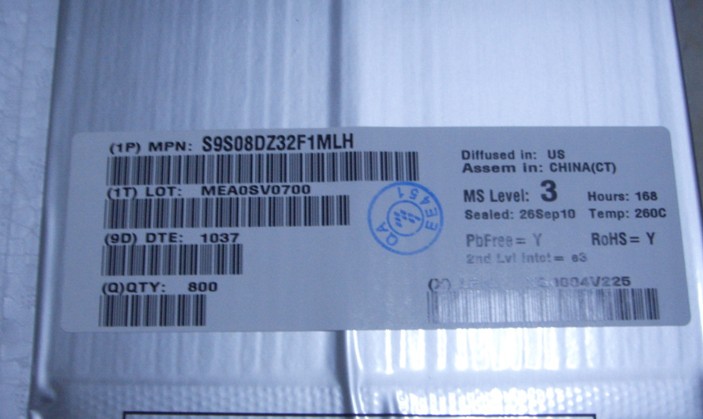 (1P) MPN: S9S08DZ32F1MLH
(1T) LOT: MEA0SV0700
(9D) DTE: 1037
(Q)QTY: 800
Diffused in: US
Assem in: CHINA(CT)
MS Level: 3 Hours: 168
Sealed: 26Sep10 Temp: 260C
PbFree= Y RoHS= Y
2nd Lvl Intct= e3
QA EE451